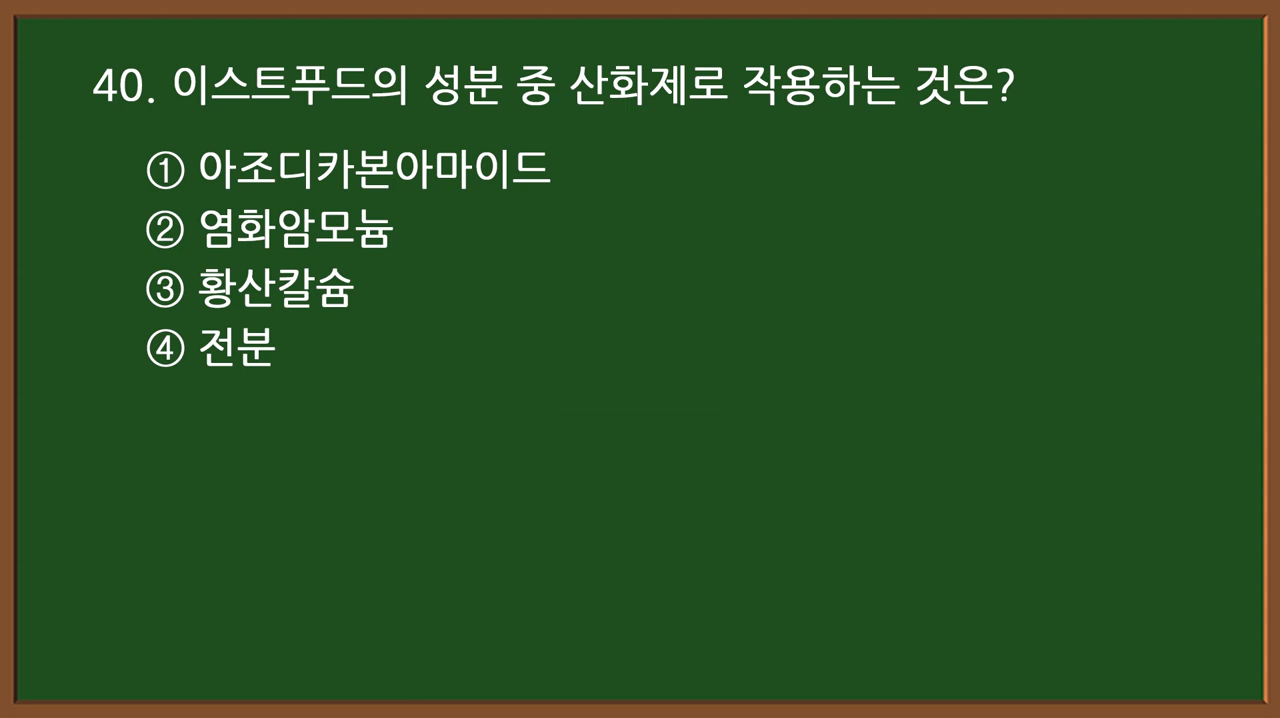 40. 이스트푸드의 성분 중 산화제로 작용하는 것은?
① 아조디카본아마이드
② 염화암모늄
③ 황산칼슘
④ 전분